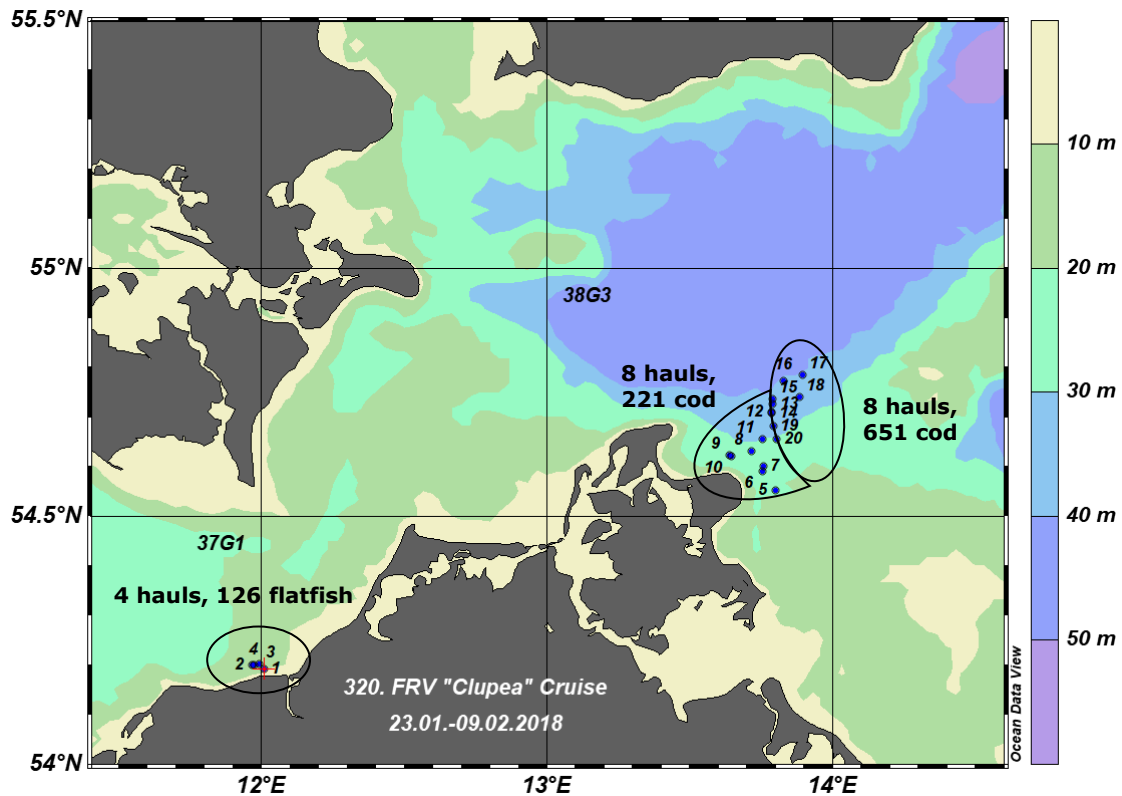 55.5°N
55°N
54.5°N
54°N
12°E
13°E
14°E
38G3
37G1
8 hauls,
221 cod
8 hauls,
651 cod
4 hauls, 126 flatfish
16
17
15
18
13
12
14
11
19
9
8
20
10
7
6
5
4
3
2
1
320. FRV "Clupea" Cruise
23.01.-09.02.2018
10 m
20 m
30 m
40 m
50 m
Ocean Data View